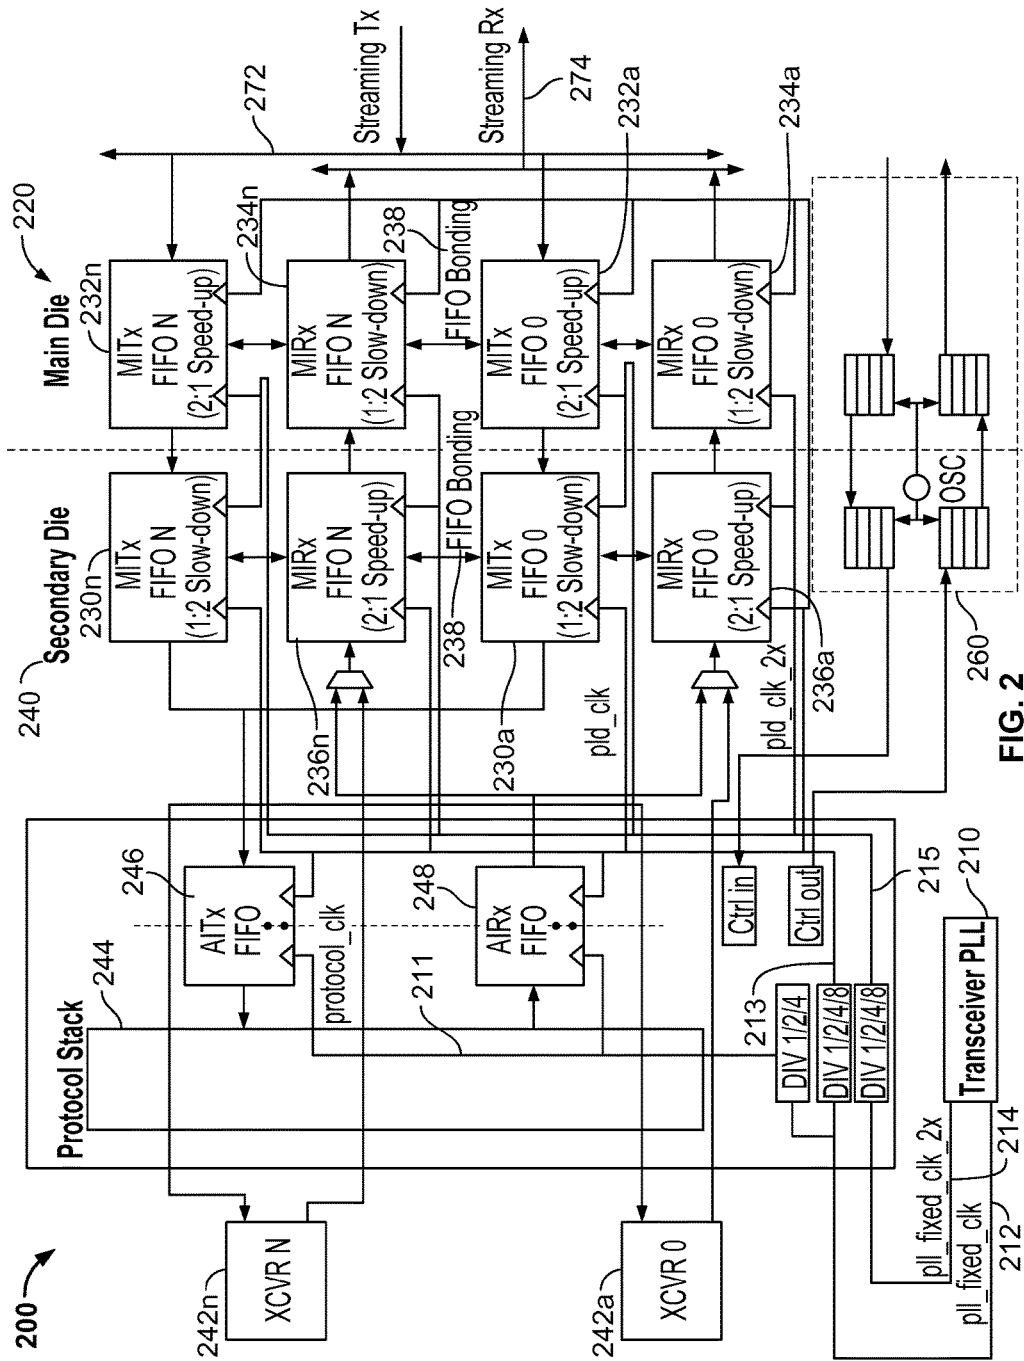 200
Protocol Stack
244
246
AITx
FIFO
protocol_clk
211
248
AIRx
FIFO
XCVR N
242n
XCVR 0
242a
Ctrl in
Ctrl out
213
215
DIV 1/2/4
DIV 1/2/4/8
DIV 1/2/4/8
210
Transceiver PLL
pll_fixed_clk_2x
214
pll_fixed_clk
212
240
Secondary Die
230n
MITx
FIFO N
(1:2 Slow-down)
236n
MIRx
FIFO N
(2:1 Speed-up)
238
FIFO Bonding
230a
MITx
FIFO 0
(1:2 Slow-down)
pld_clk
MIRx
FIFO 0
(2:1 Speed-up)
pld_clk_2x
236a
220
Main Die
232n
MITx
FIFO N
(2:1 Speed-up)
234n
MIRx
FIFO N
(1:2 Slow-down)
238
FIFO Bonding
MITx
FIFO 0
(2:1 Speed-up)
232a
MIRx
FIFO 0
(1:2 Slow-down)
234a
272
Streaming Tx
Streaming Rx
274
OSC
260
FIG. 2